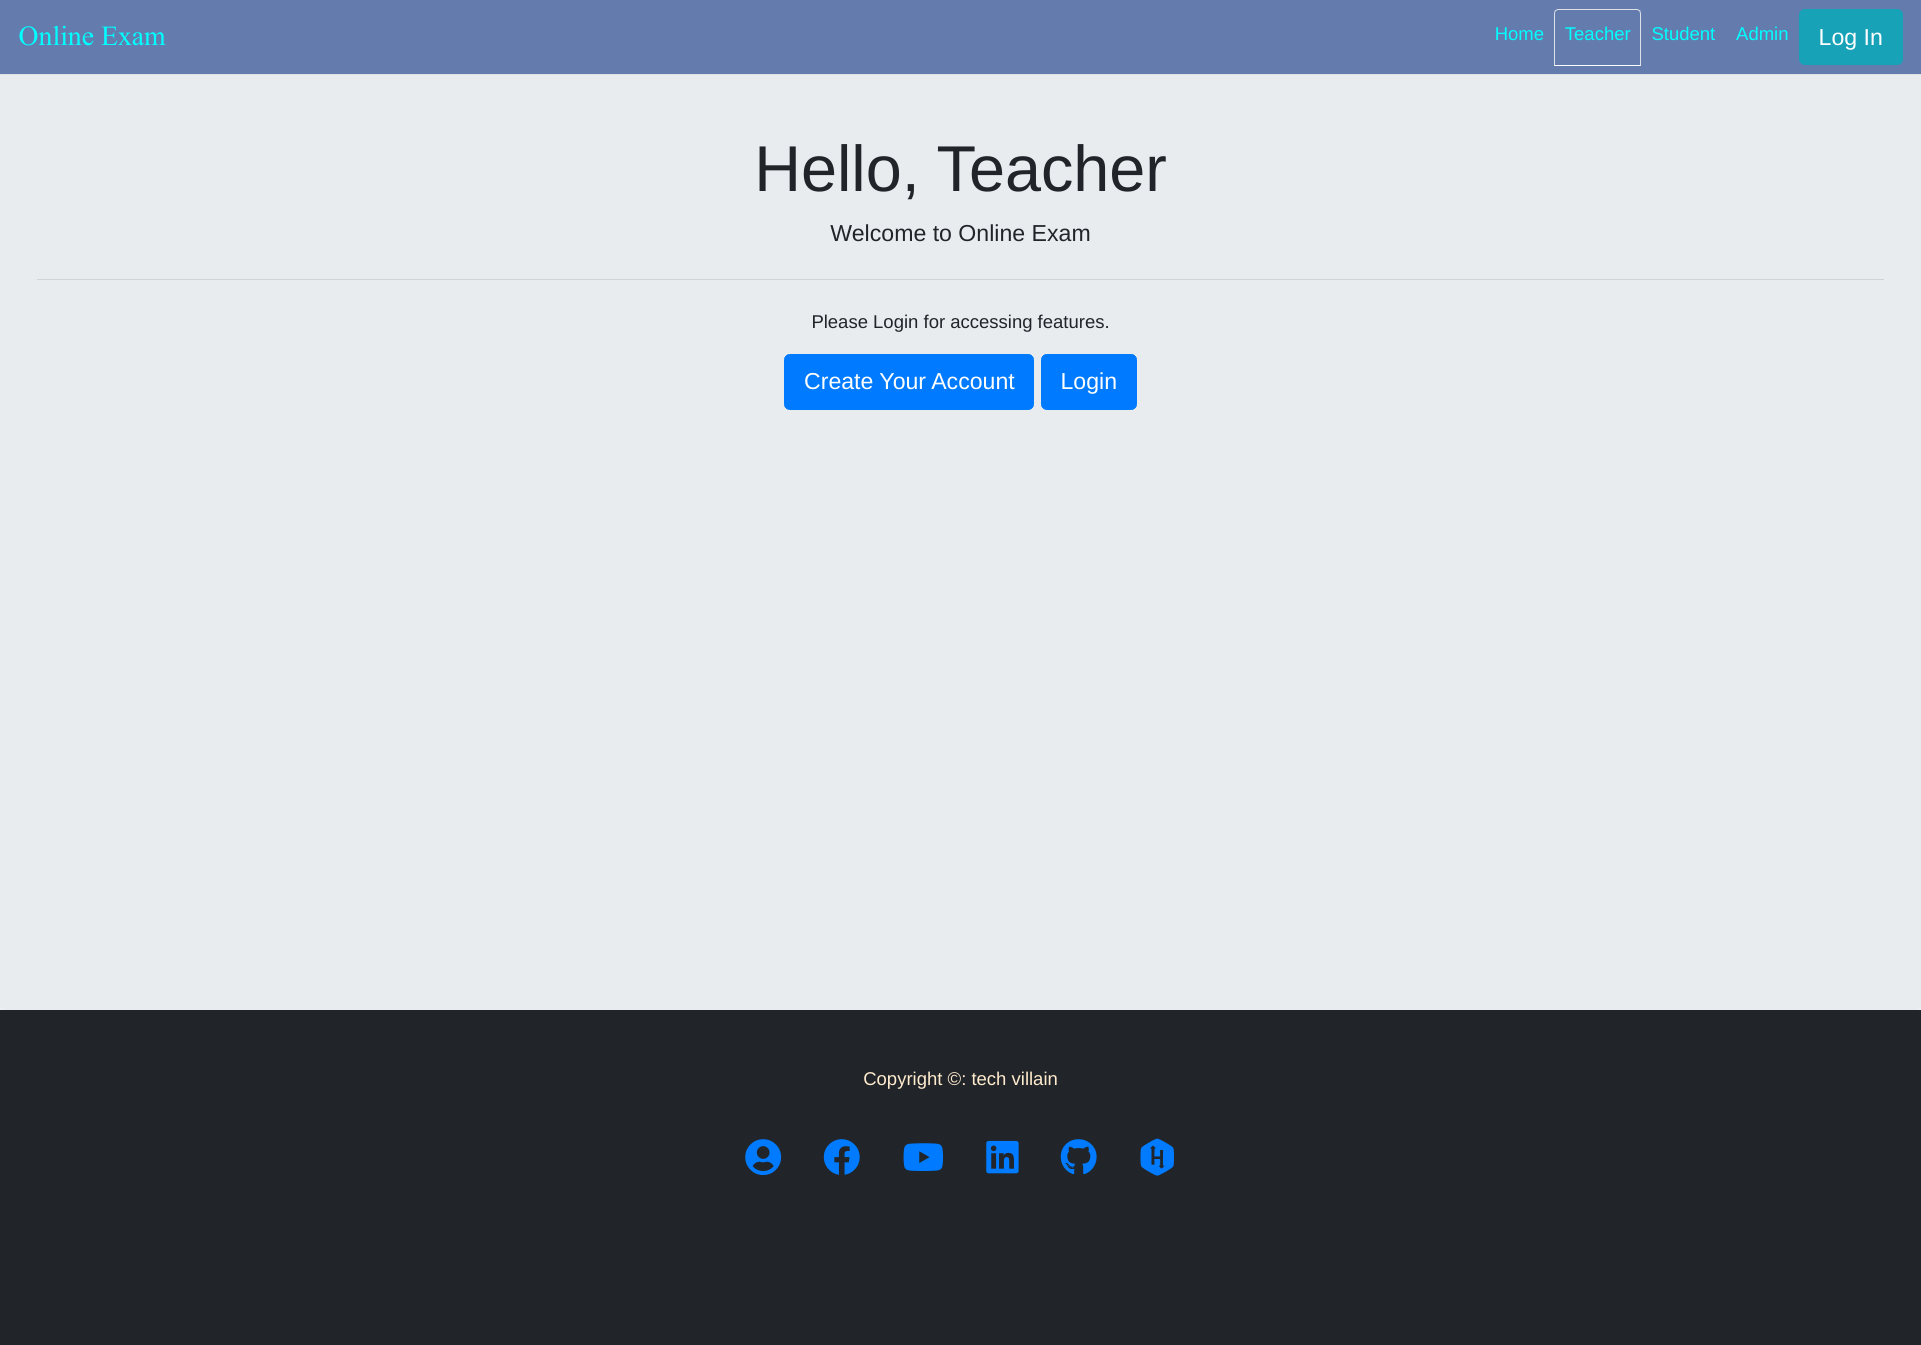 Online Exam Home Teacher Student Admin Log In
Hello, Teacher
Welcome to Online Exam
Please Login for accessing features.
Create Your Account Login
Copyright ©: tech villain